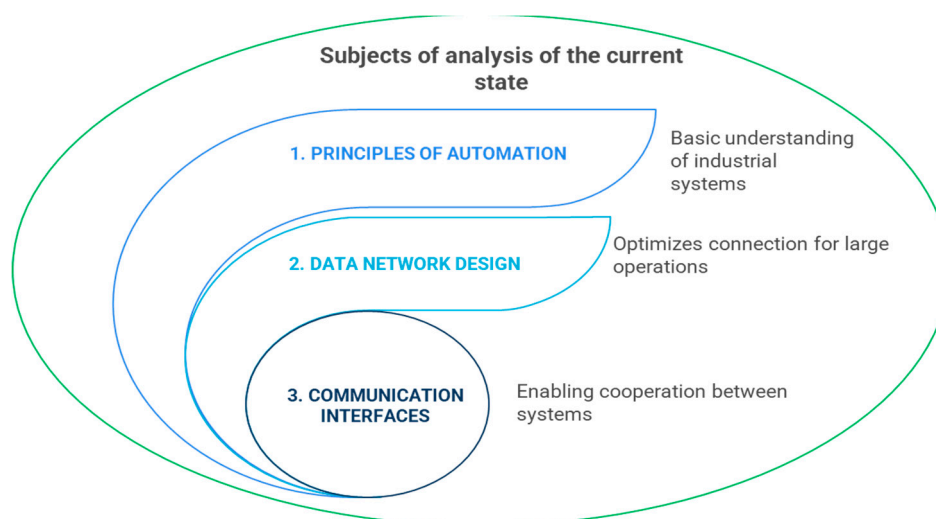 Subjects of analysis of the current
state
1. PRINCIPLES OF AUTOMATION
Basic understanding
of industrial
systems
2. DATA NETWORK DESIGN
Optimizes connection for large
operations
3. COMMUNICATION
INTERFACES
Enabling cooperation between
systems